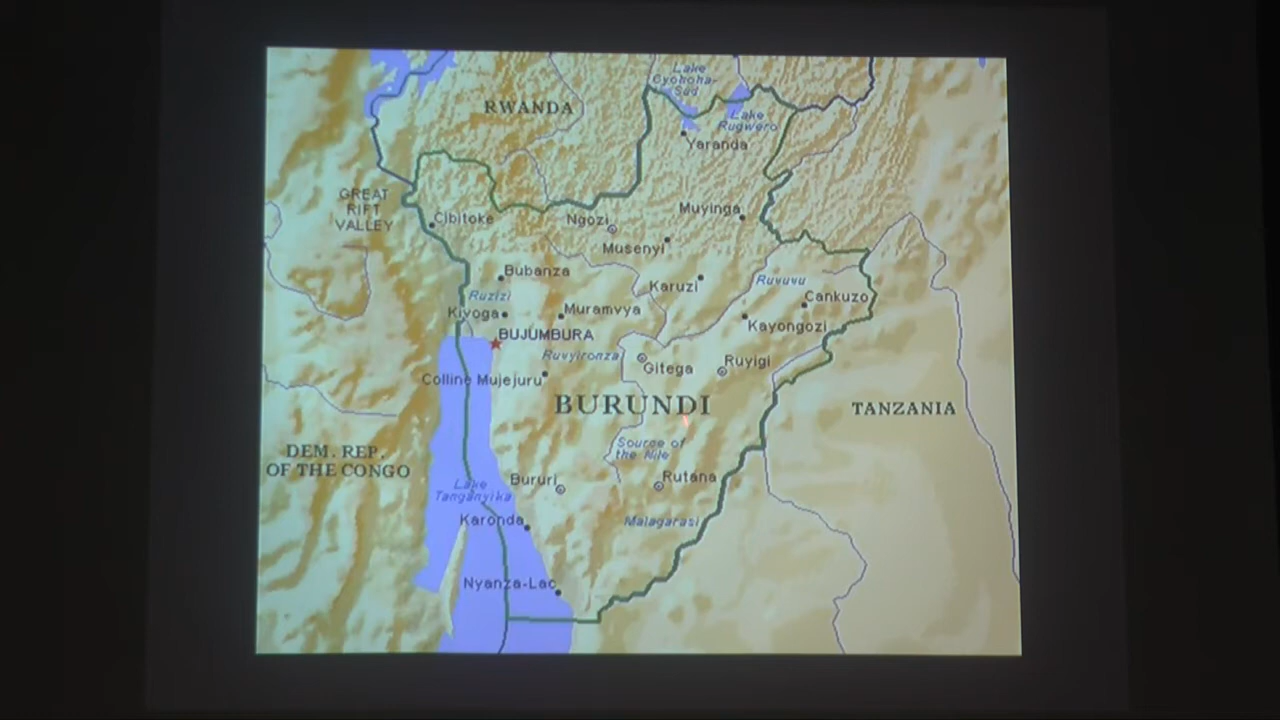 Lake
Cyohoha-
Sud
RWANDA
Lake
Rugwero
Yaranda
GREAT
RIFT
VALLEY
Cibitoke
Ngozi
Muyinga
Musenyi
Bubanza
Karuzi
Ruvuvu
Ruzizi
Cankuzo
Kivoga
Muramvya
Kayongozi
BUJUMBURA
Ruvyironza
Gitega
Ruyigi
Colline Mujejuru
BURUNDI
TANZANIA
DEM. REP.
OF THE CONGO
Source of
the Nile
Bururi
Rutana
Lake
Tanganyika
Karonda
Malagarasi
Nyanza-Lac